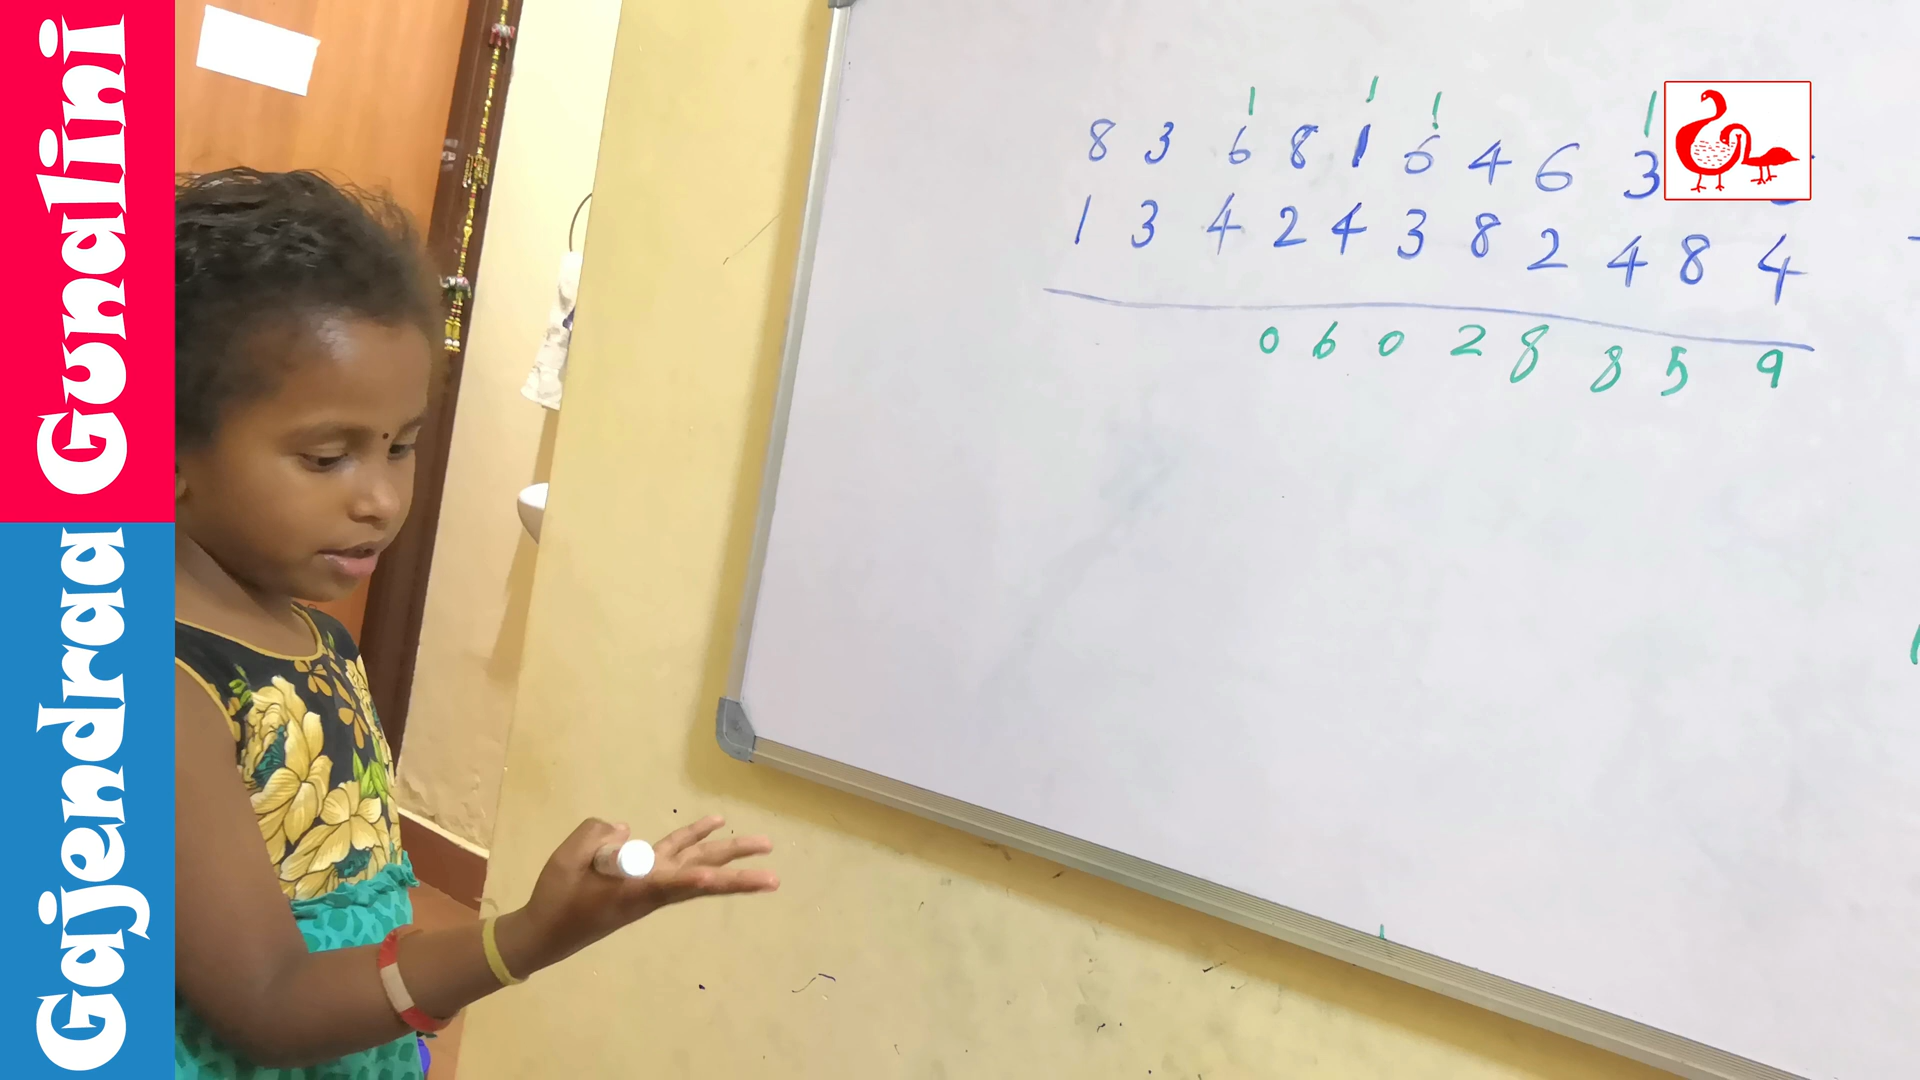 Gajendraa Gunalini
1 1 1 1
8 3 6 8 1 6 4 6 3
1 3 4 2 4 3 8 2 4 8 4
0 6 0 2 8 8 5 9